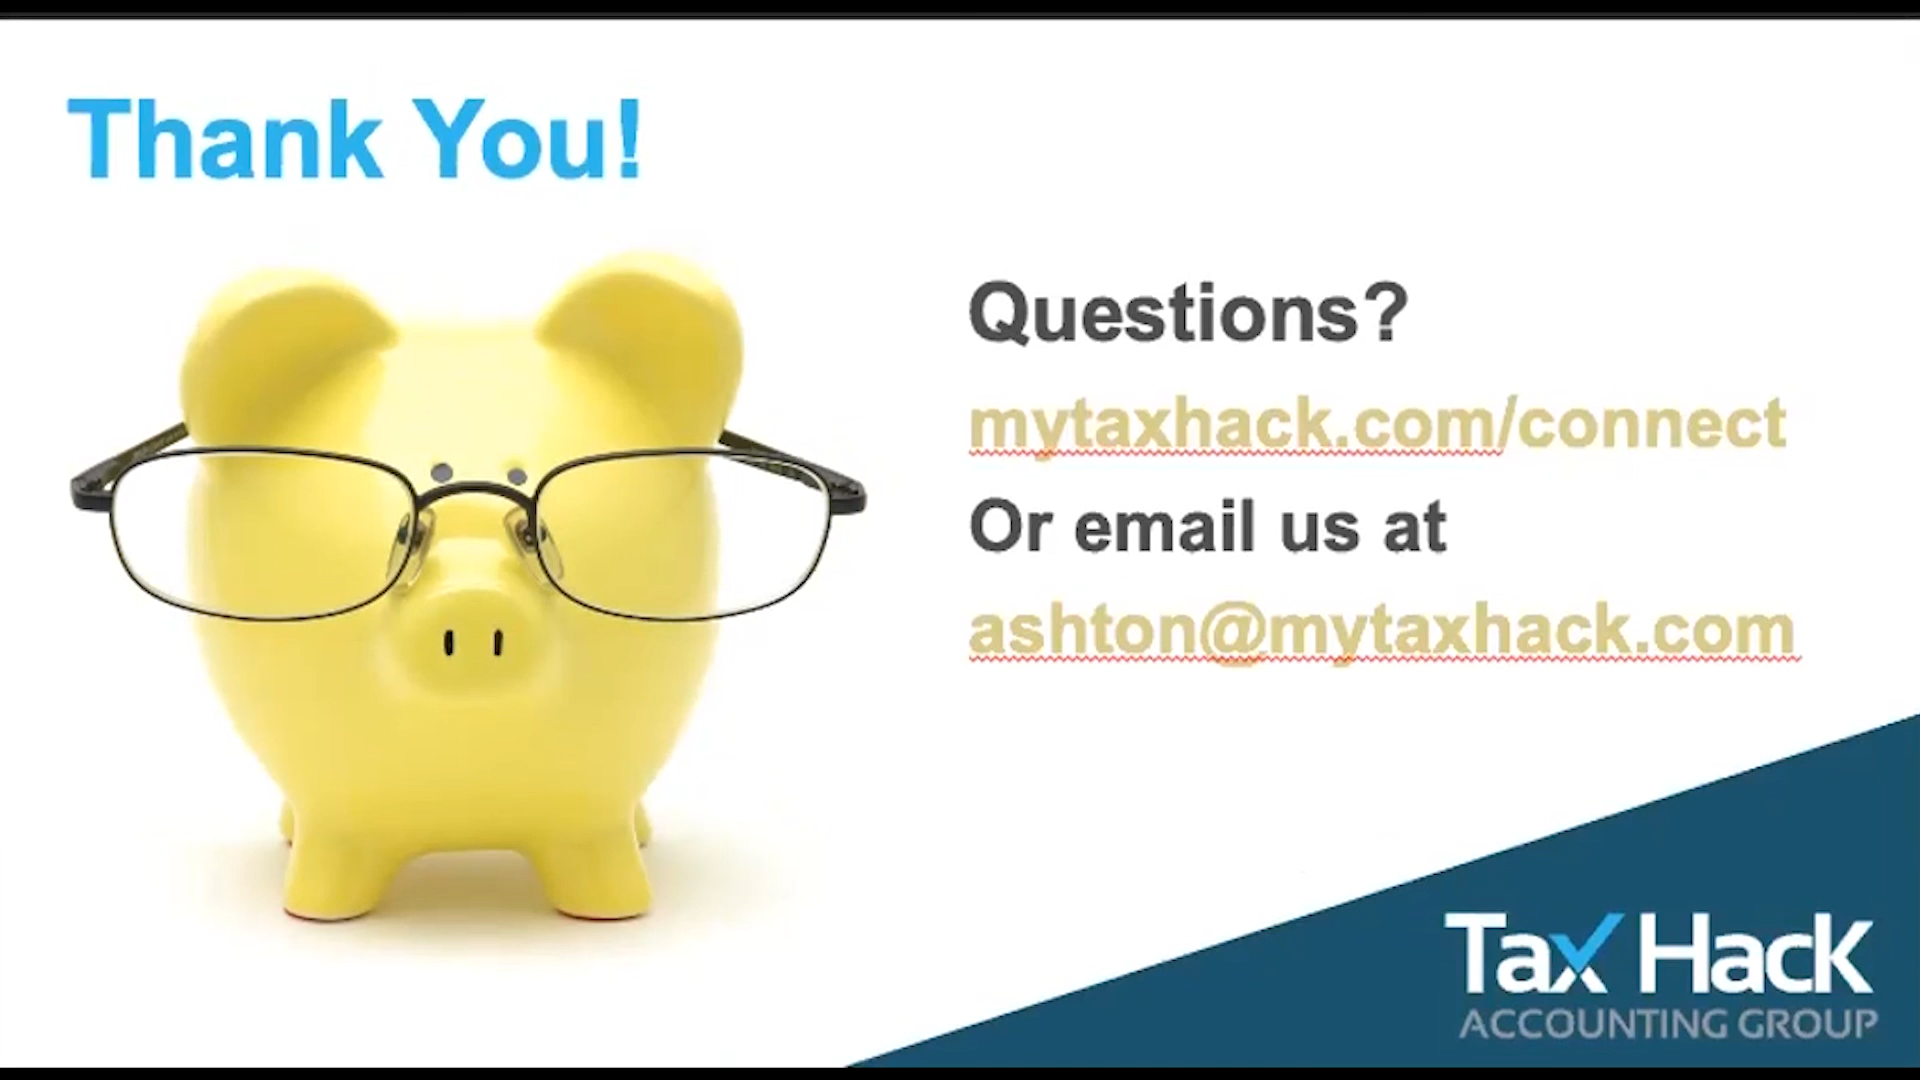 Thank You!
Questions?
mytaxhack.com/connect
Or email us at
ashton@mytaxhack.com
Tax Hack
ACCOUNTING GROUP